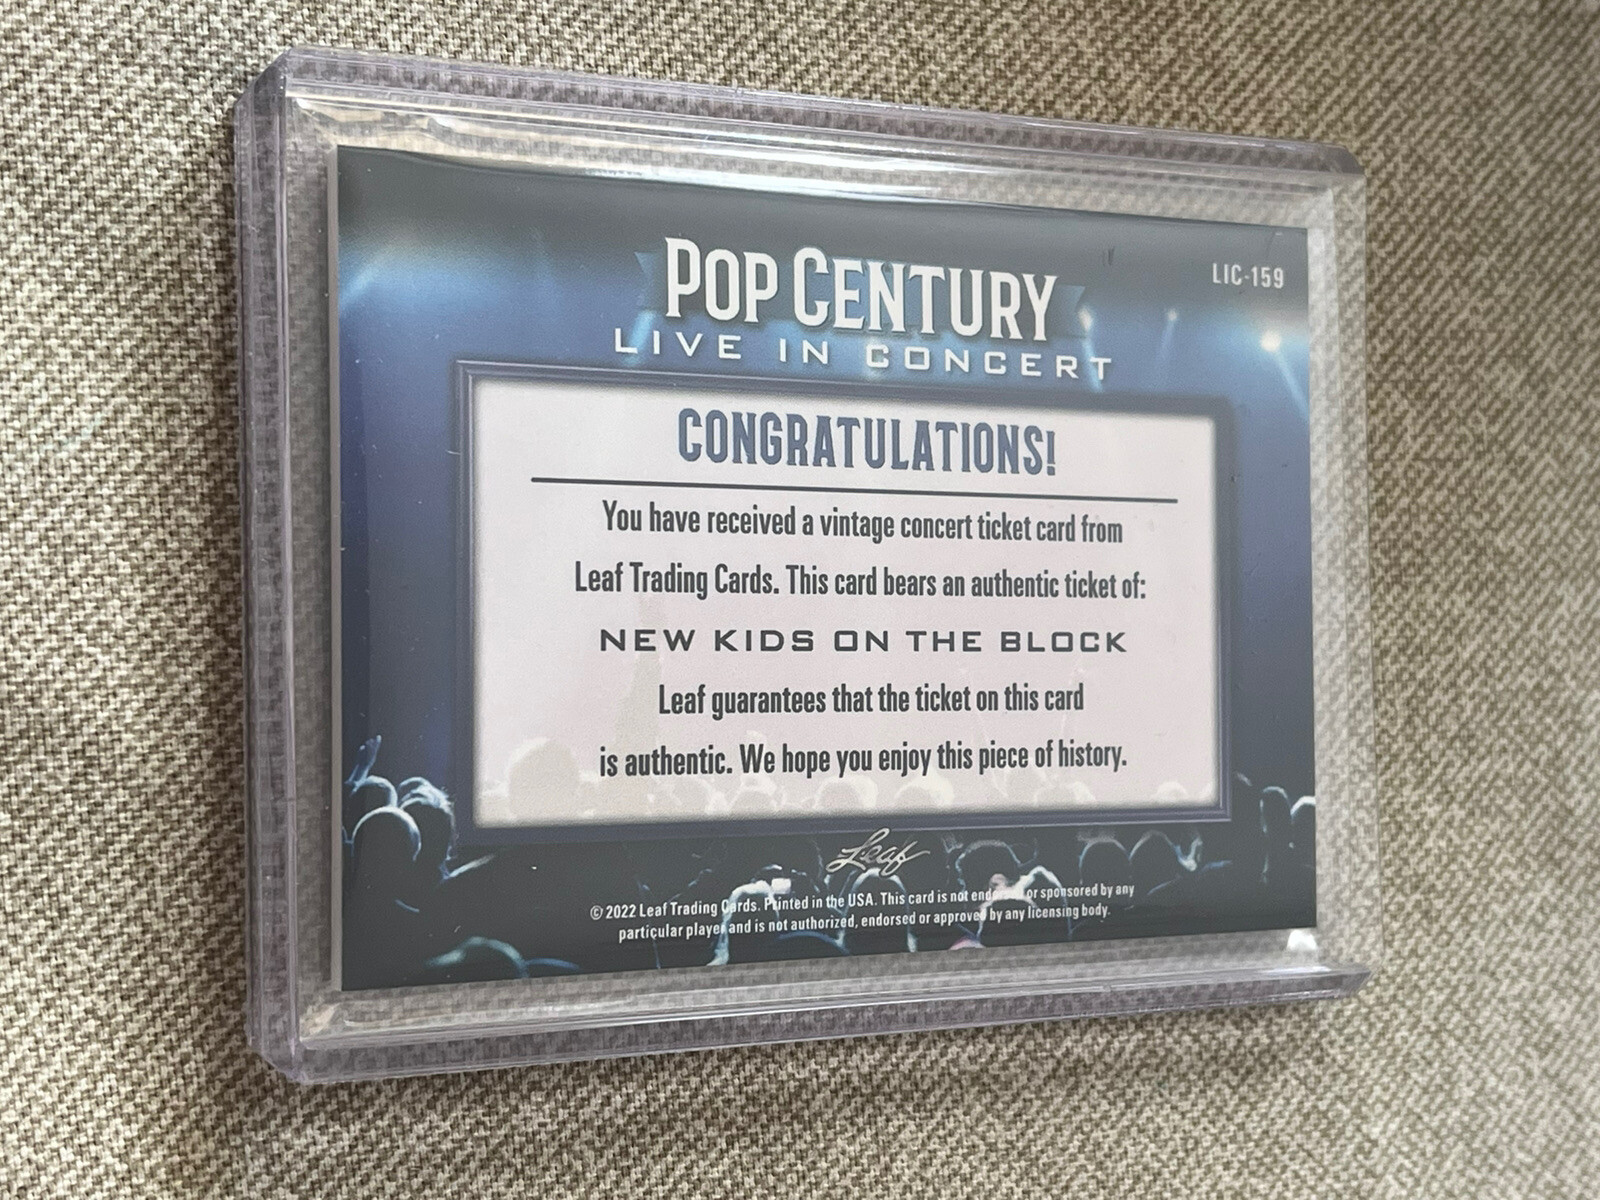 LIC-159
POP CENTURY
LIVE IN CONCERT
CONGRATULATIONS!
You have received a vintage concert ticket card from
Leaf Trading Cards. This card bears an authentic ticket of:
NEW KIDS ON THE BLOCK
Leaf guarantees that the ticket on this card
is authentic. We hope you enjoy this piece of history.
Leaf
© 2022 Leaf Trading Cards. Printed in the USA. This card is not endorsed or sponsored by any
particular player and is not authorized, endorsed or approved by any licensing body.